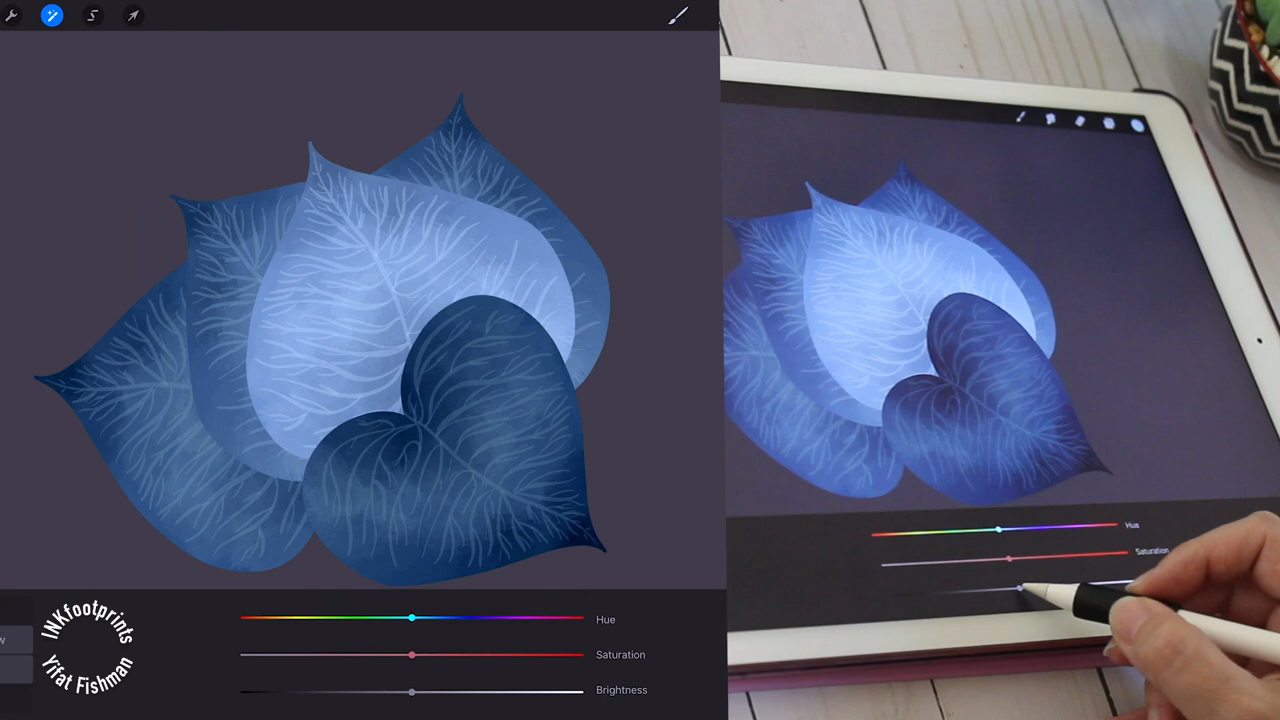 INKfootprints
Yifat Fishman
W
Hue
Saturation
Brightness
Hue
Saturation